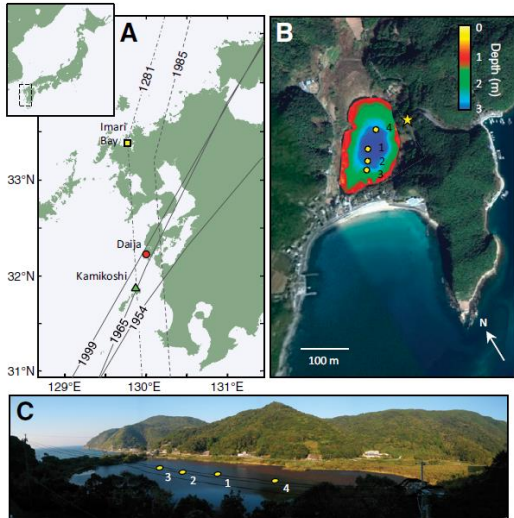 A
1281
1985
Imari
Bay
33°N
Daija
32°N
Kamikoshi
1999
1965
1954
31°N
129°E
130°E
131°E
B
0
1
2
3
Depth (m)
4
1
2
3
100 m
N
C
3
2
1
4